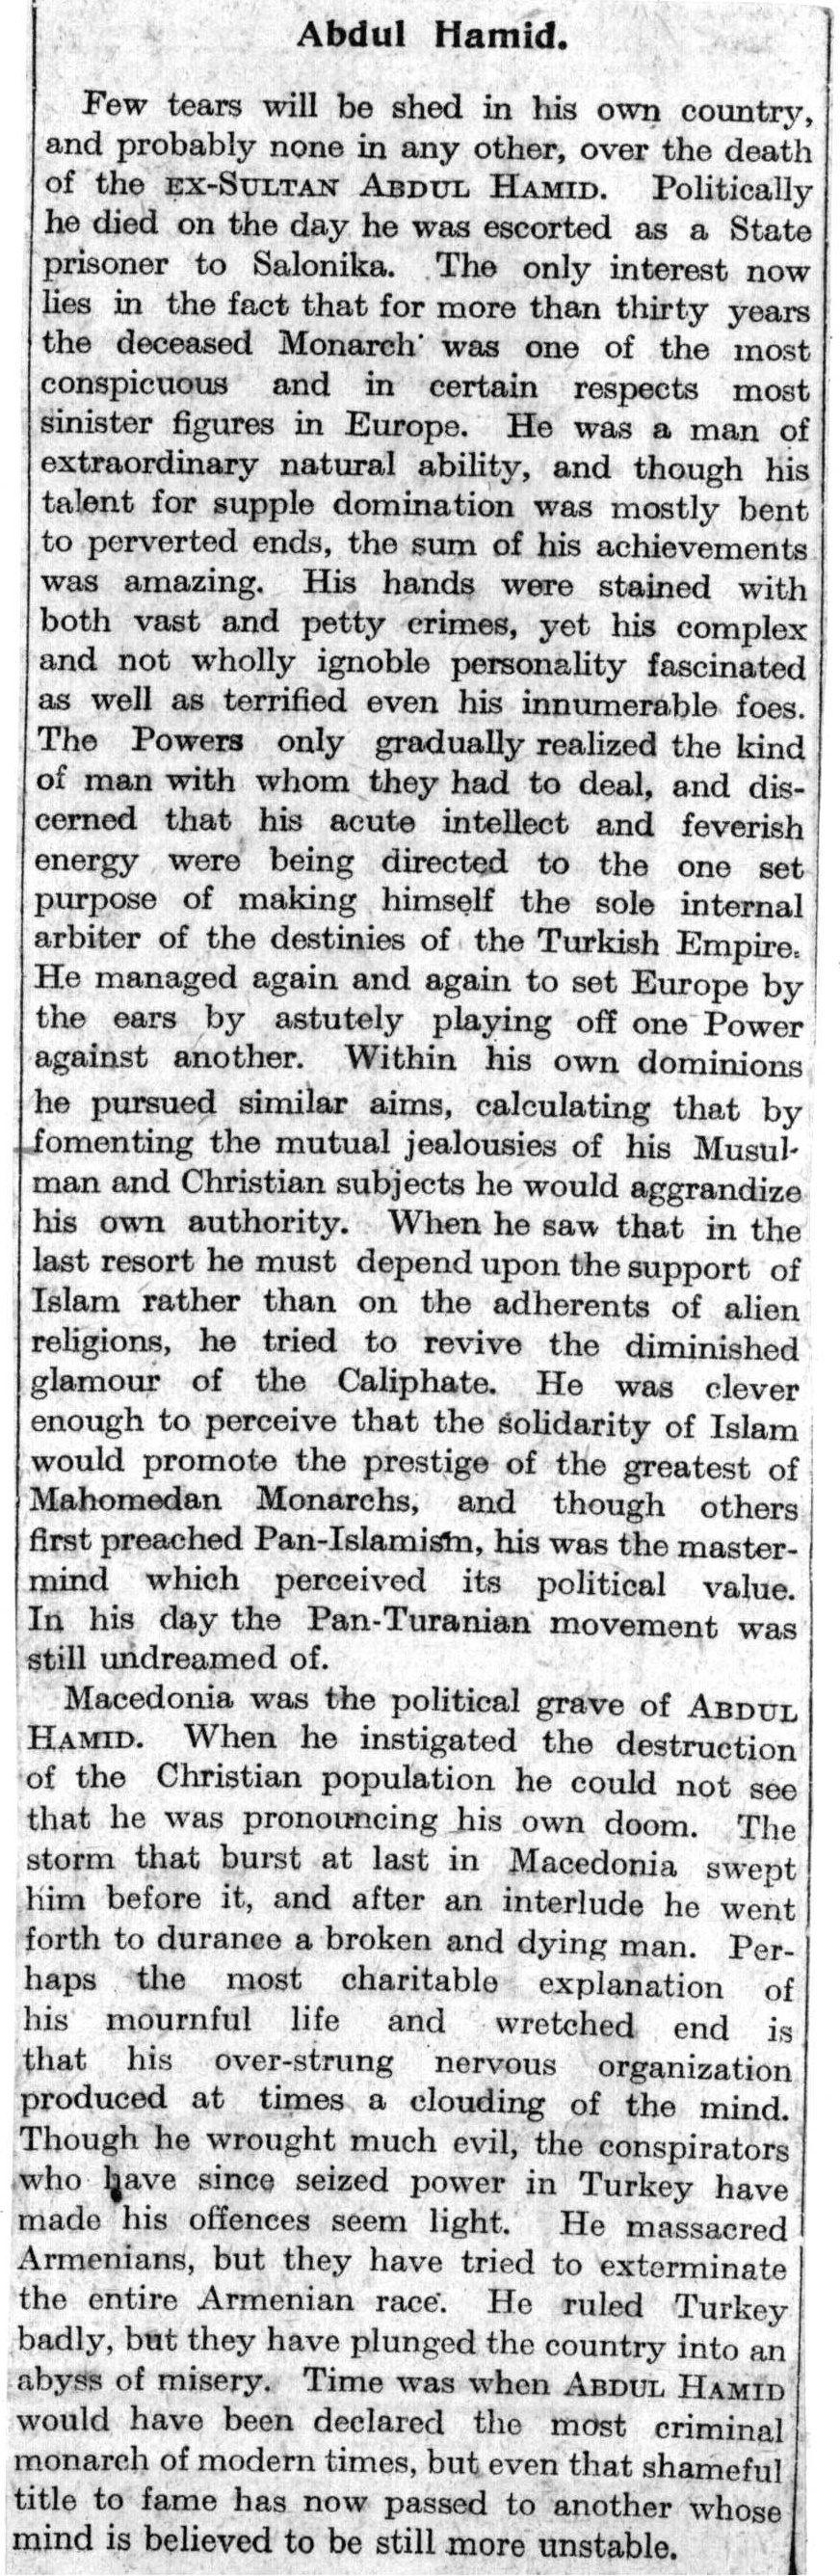 Abdul Hamid.
Few tears will be shed in his own country,
and probably none in any other, over the death
of the EX-SULTAN ABDUL HAMID. Politically
he died on the day he was escorted as a State
prisoner to Salonika. The only interest now
lies in the fact that for more than thirty years
the deceased Monarch was one of the most
conspicuous and in certain respects most
sinister figures in Europe. He was a man of
extraordinary natural ability, and though his
talent for supple domination was mostly bent
to perverted ends, the sum of his achievements
was amazing. His hands were stained with
both vast and petty crimes, yet his complex
and not wholly ignoble personality fascinated
as well as terrified even his innumerable foes.
The Powers only gradually realized the kind
of man with whom they had to deal, and dis-
cerned that his acute intellect and feverish
energy were being directed to the one set
purpose of making himself the sole internal
arbiter of the destinies of the Turkish Empire.
He managed again and again to set Europe by
the ears by astutely playing off one Power
against another. Within his own dominions
he pursued similar aims, calculating that by
fomenting the mutual jealousies of his Musul-
man and Christian subjects he would aggrandize
his own authority. When he saw that in the
last resort he must depend upon the support of
Islam rather than on the adherents of alien
religions, he tried to revive the diminished
glamour of the Caliphate. He was clever
enough to perceive that the solidarity of Islam
would promote the prestige of the greatest of
Mahomedan Monarchs, and though others
first preached Pan-Islamism, his was the master-
mind which perceived its political value.
In his day the Pan-Turanian movement was
still undreamed of.
Macedonia was the political grave of ABDUL
HAMID. When he instigated the destruction
of the Christian population he could not see
that he was pronouncing his own doom. The
storm that burst at last in Macedonia swept
him before it, and after an interlude he went
forth to durance a broken and dying man. Per-
haps the most charitable explanation of
his mournful life and wretched end is
that his over-strung nervous organization
produced at times a clouding of the mind.
Though he wrought much evil, the conspirators
who have since seized power in Turkey have
made his offences seem light. He massacred
Armenians, but they have tried to exterminate
the entire Armenian race. He ruled Turkey
badly, but they have plunged the country into an
abyss of misery. Time was when ABDUL HAMID
would have been declared the most criminal
monarch of modern times, but even that shameful
title to fame has now passed to another whose
mind is believed to be still more unstable.